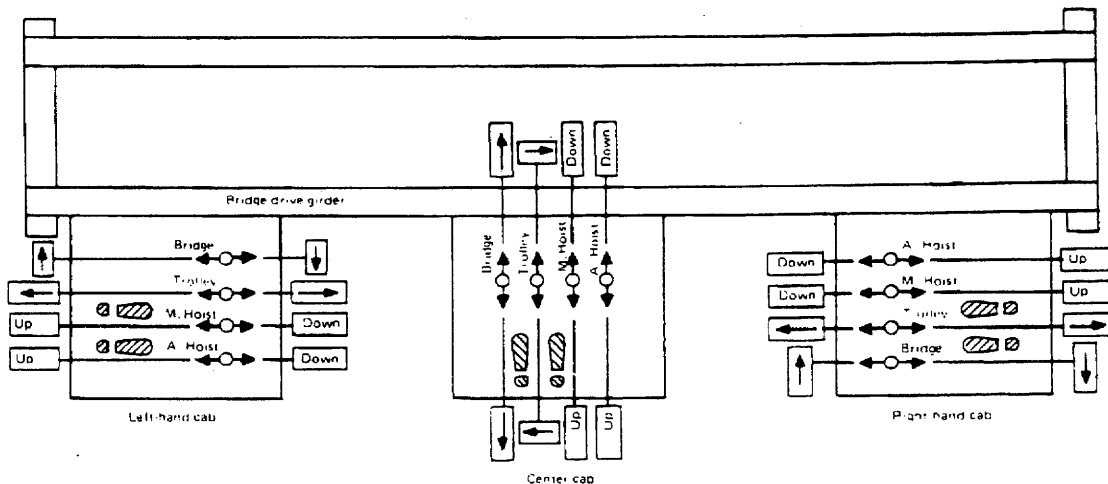 Down
Down
Bridge drive girder
Bridge
Trolley
M. Hoist
A. Hoist
Bridge
Trolley
Up
M. Hoist
Down
Up
A. Hoist
Down
Left-hand cab
Up
Up
Center cab
A. Hoist
Down
Up
M. Hoist
Down
Up
Trolley
Bridge
Right-hand cab